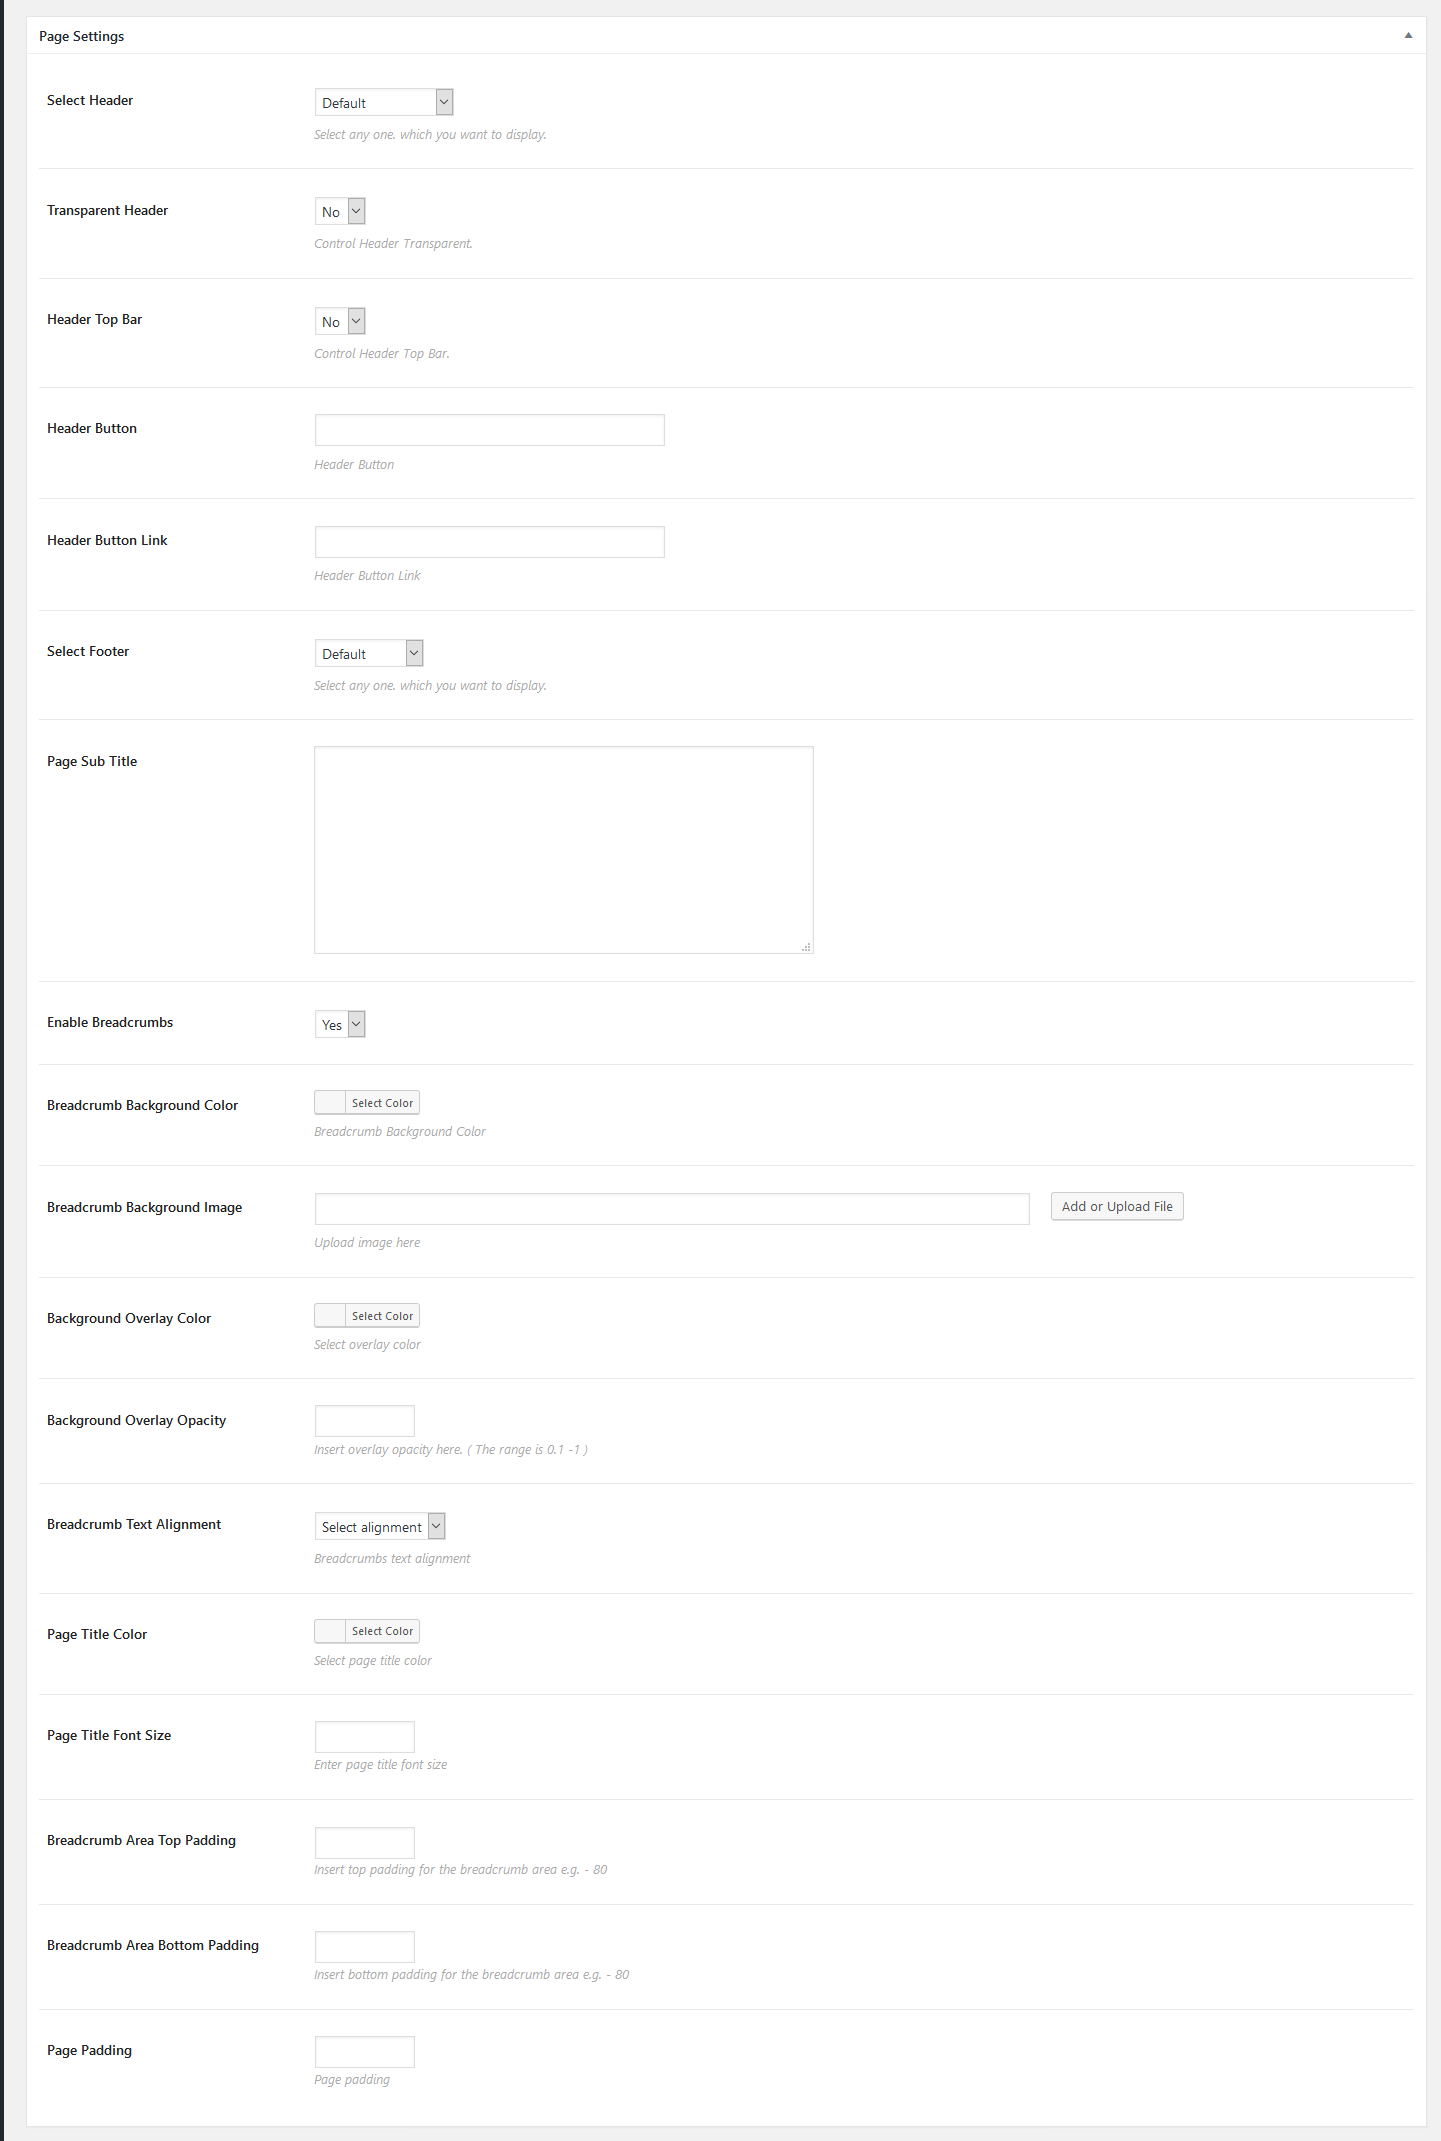 Page Settings
Select Header
Default
Select any one. which you want to display.
Transparent Header
No
Control Header Transparent.
Header Top Bar
No
Control Header Top Bar.
Header Button
Header Button
Header Button Link
Header Button Link
Select Footer
Default
Select any one. which you want to display.
Page Sub Title
Enable Breadcrumbs
Yes
Breadcrumb Background Color
Select Color
Breadcrumb Background Color
Breadcrumb Background Image
Add or Upload File
Upload image here
Background Overlay Color
Select Color
Select overlay color
Background Overlay Opacity
Insert overlay opacity here. ( The range is 0.1 -1 )
Breadcrumb Text Alignment
Select alignment
Breadcrumbs text alignment
Page Title Color
Select Color
Select page title color
Page Title Font Size
Enter page title font size
Breadcrumb Area Top Padding
Insert top padding for the breadcrumb area e.g. - 80
Breadcrumb Area Bottom Padding
Insert bottom padding for the breadcrumb area e.g. - 80
Page Padding
Page padding